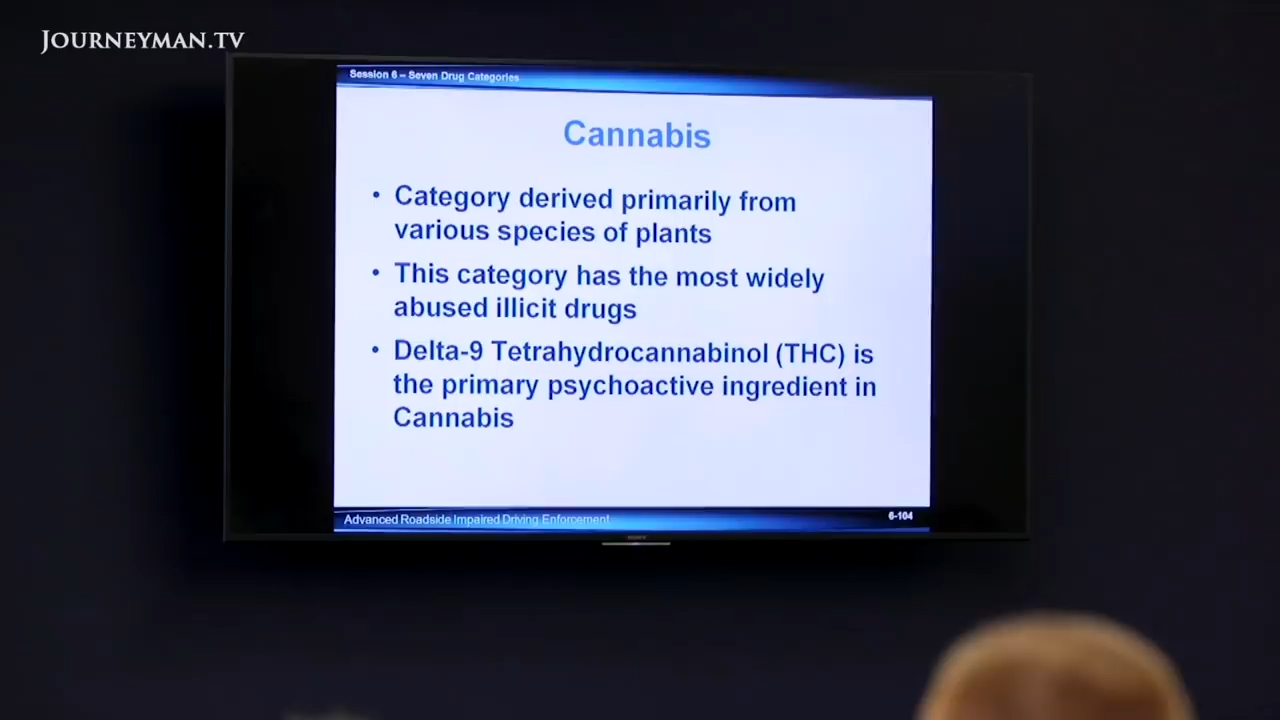 JOURNEYMAN.TV
Session 6 – Seven Drug Categories
Cannabis
• Category derived primarily from
various species of plants
• This category has the most widely
abused illicit drugs
• Delta-9 Tetrahydrocannabinol (THC) is
the primary psychoactive ingredient in
Cannabis
Advanced Roadside Impaired Driving Enforcement
6-104
SONY